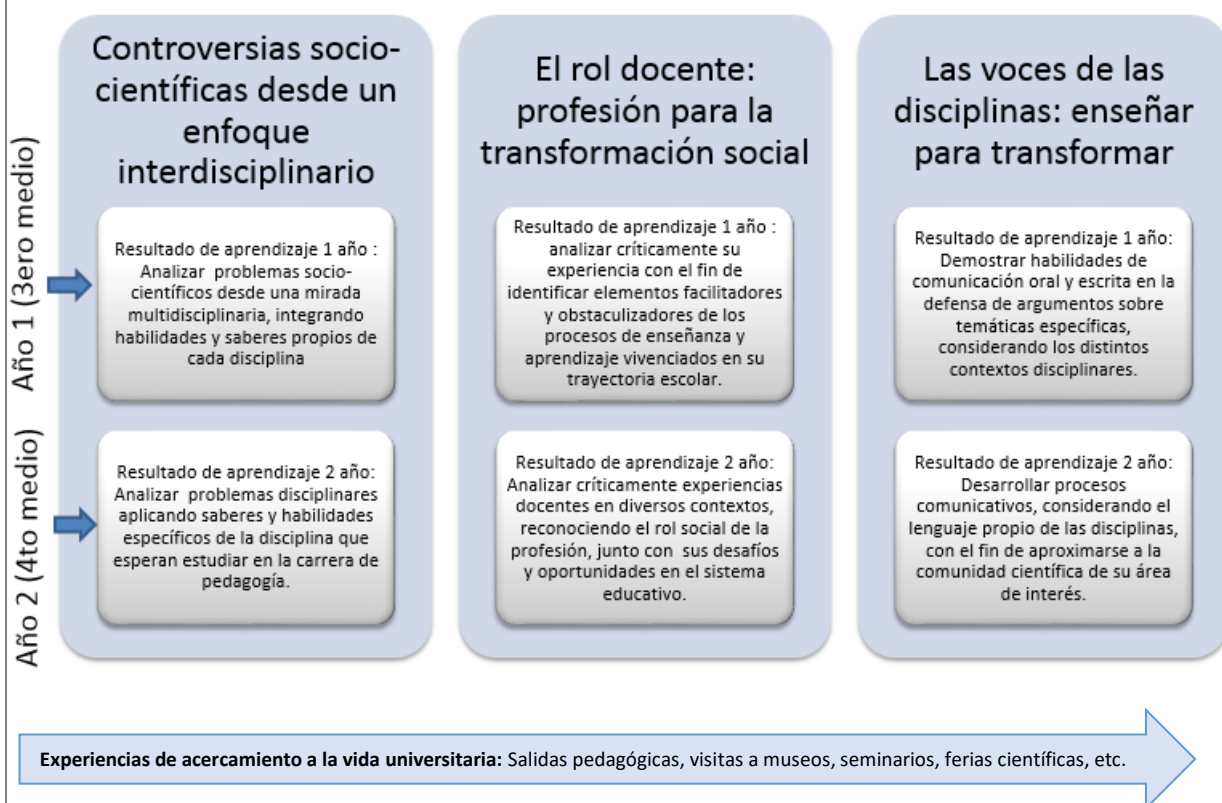 Controversias socio-
científicas desde un
enfoque
interdisciplinario
El rol docente:
profesión para la
transformación social
Las voces de las
disciplinas: enseñar
para transformar
Año 1 (3ero medio)
Resultado de aprendizaje 1 año :
Analizar problemas socio-
científicos desde una mirada
multidisciplinaria, integrando
habilidades y saberes propios de
cada disciplina
Resultado de aprendizaje 1 año :
analizar críticamente su
experiencia con el fin de
identificar elementos facilitadores
y obstaculizadores de los
procesos de enseñanza y
aprendizaje vivenciados en su
trayectoria escolar.
Resultado de aprendizaje 1 año:
Demostrar habilidades de
comunicación oral y escrita en la
defensa de argumentos sobre
temáticas específicas,
considerando los distintos
contextos disciplinares.
Año 2 (4to medio)
Resultado de aprendizaje 2 año:
Analizar problemas disciplinares
aplicando saberes y habilidades
específicos de la disciplina que
esperan estudiar en la carrera de
pedagogía.
Resultado de aprendizaje 2 año:
Analizar críticamente experiencias
docentes en diversos contextos,
reconociendo el rol social de la
profesión, junto con sus desafíos
y oportunidades en el sistema
educativo.
Resultado de aprendizaje 2 año:
Desarrollar procesos
comunicativos, considerando el
lenguaje propio de las disciplinas,
con el fin de aproximarse a la
comunidad científica de su área
de interés.
Experiencias de acercamiento a la vida universitaria: Salidas pedagógicas, visitas a museos, seminarios, ferias científicas, etc.